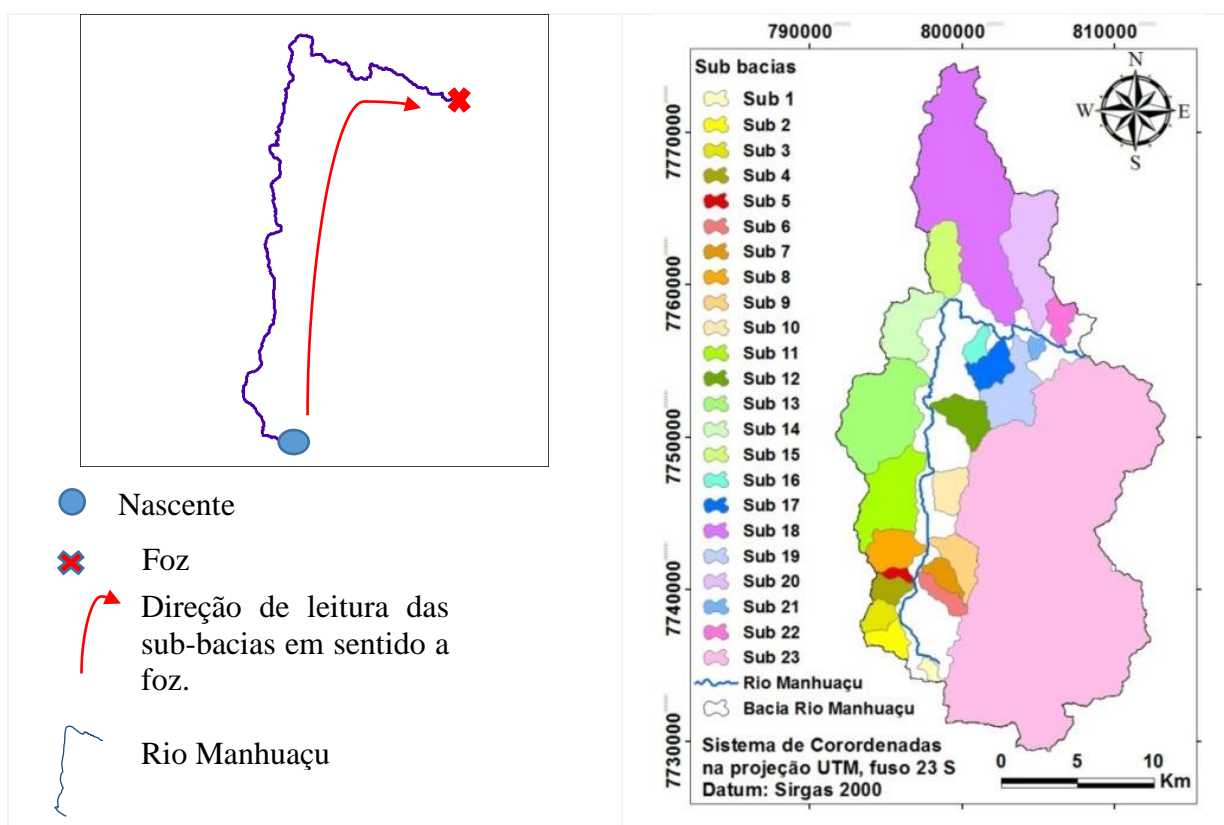 Nascente
Foz
Direção de leitura das
sub-bacias em sentido a
foz.
Rio Manhuaçu
790000 800000 810000
Sub bacias
Sub 1
Sub 2
Sub 3
Sub 4
Sub 5
Sub 6
Sub 7
Sub 8
Sub 9
Sub 10
Sub 11
Sub 12
Sub 13
Sub 14
Sub 15
Sub 16
Sub 17
Sub 18
Sub 19
Sub 20
Sub 21
Sub 22
Sub 23
Rio Manhuaçu
Bacia Rio Manhuaçu
Sistema de Corordenadas
na projeção UTM, fuso 23 S
Datum: Sirgas 2000
N
W E
S
7770000
7760000
7750000
7740000
7730000
0 5 10
Km